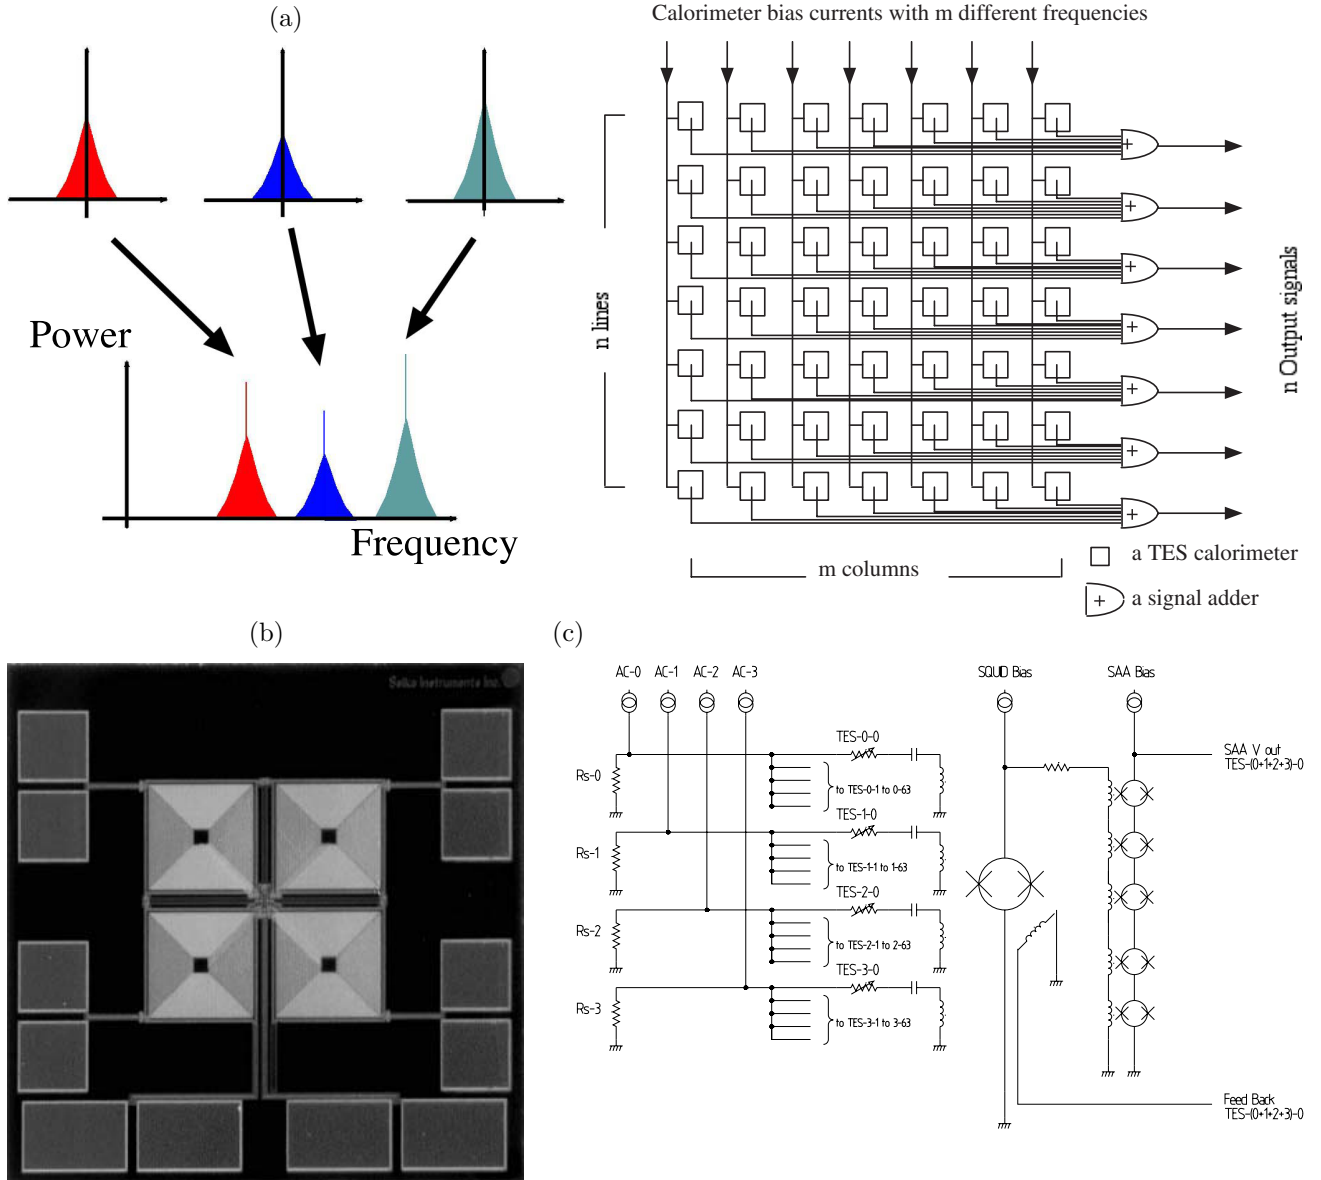 (a)
Calorimeter bias currents with m different frequencies
Power
Frequency
n lines
n Output signals
+
+
+
+
+
+
+
m columns
a TES calorimeter
+ a signal adder
(b)
(c)
Seiko Instruments Inc.
AC-0 AC-1 AC-2 AC-3
SQUID Bias
SAA Bias
TES-0-0
Rs-0
to TES-0-1 to 0-63
SAA V out
TES-(0+1+2+3)-0
TES-1-0
Rs-1
to TES-1-1 to 1-63
TES-2-0
Rs-2
to TES-2-1 to 2-63
TES-3-0
Rs-3
to TES-3-1 to 3-63
Feed Back
TES-(0+1+2+3)-0